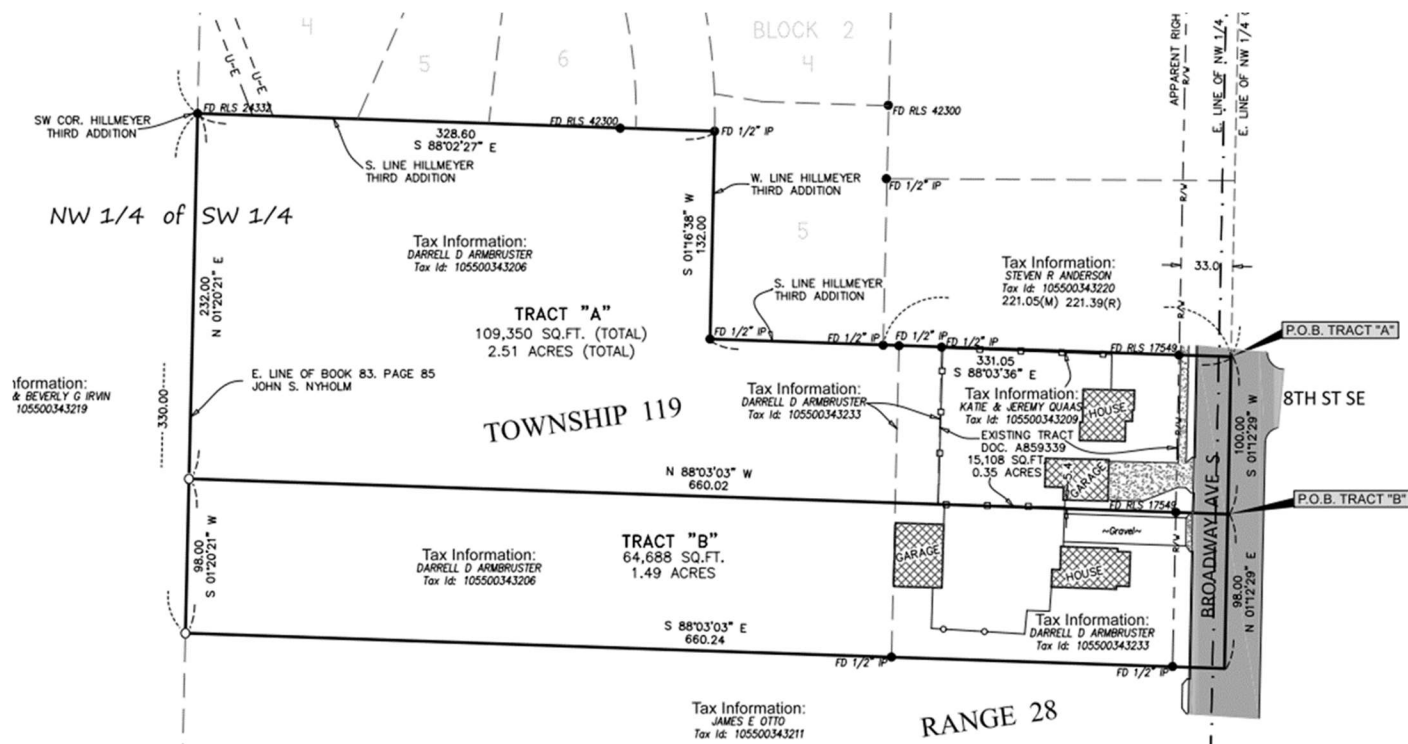 4
5
6
BLOCK 2
4
U-E
U-E
APPARENT RIGH
R/W
E. LINE OF NW 1/4
E. LINE OF NW 1/4
SW COR. HILLMEYER
THIRD ADDITION
FD RLS 24332
328.60
S 88°02'27" E
FD RLS 42300
FD 1/2" IP
FD RLS 42300
S. LINE HILLMEYER
THIRD ADDITION
W. LINE HILLMEYER
THIRD ADDITION
FD 1/2" IP
R/W
NW 1/4 of SW 1/4
S 01°16'38" W
132.00
5
Tax Information:
DARRELL D ARMBRUSTER
Tax Id: 105500343206
Tax Information:
STEVEN R ANDERSON
Tax Id: 105500343220
221.05(M) 221.39(R)
33.0
R/W
232.00
N 01°20'21" E
S. LINE HILLMEYER
THIRD ADDITION
TRACT "A"
109,350 SQ.FT. (TOTAL)
2.51 ACRES (TOTAL)
FD 1/2" IP
FD 1/2" IP
FD 1/2" IP
FD 1/2" IP
331.05
S 88°03'36" E
FD RLS 17549
P.O.B. TRACT "A"
E. LINE OF BOOK 83. PAGE 85
JOHN S. NYHOLM
nformation:
& BEVERLY G IRVIN
105500343219
330.00
TOWNSHIP 119
Tax Information:
DARRELL D ARMBRUSTER
Tax Id: 105500343233
Tax Information:
KATIE & JEREMY QUAAS
Tax Id: 105500343209
HOUSE
R/W
8TH ST SE
100.00
S 01°12'29" W
EXISTING TRACT
DOC. A859339
15,108 SQ.FT.
0.35 ACRES
5.4
GARAGE
N 88°03'03" W
660.02
FD RLS 17549
P.O.B. TRACT "B"
BROADWAY AVE S.
98.00
S 01°20'21" W
Tax Information:
DARRELL D ARMBRUSTER
Tax Id: 105500343206
TRACT "B"
64,688 SQ.FT.
1.49 ACRES
GARAGE
~Gravel~
HOUSE
R/W
98.00
N 01°12'29" E
S 88°03'03" E
660.24
Tax Information:
DARRELL D ARMBRUSTER
Tax Id: 105500343233
FD 1/2" IP
FD 1/2" IP
Tax Information:
JAMES E OTTO
Tax Id: 105500343211
RANGE 28